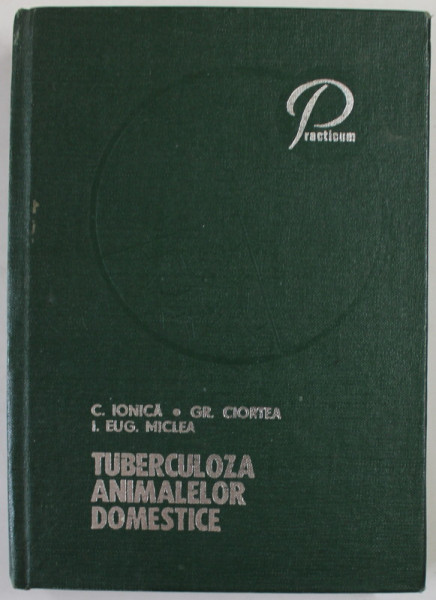 Practicum
C. IONICĂ • GR. CIORTEA
I. EUG. MICLEA
TUBERCULOZA
ANIMALELOR
DOMESTICE